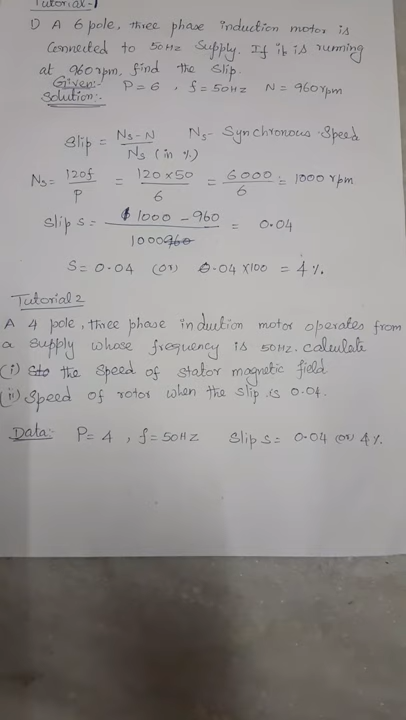 Tutorial-1
1) A 6 pole, three phase induction motor is
connected to 50Hz supply. If it is running
at 960rpm, find the slip.
Given:- P=6 , f=50Hz N=960rpm
Solution:-
Slip = Ns-N / Ns (in %) Ns- Synchronous Speed
Ns= 120f / P = 120x50 / 6 = 6000 / 6 = 1000 rpm
Slip s = 1000-960 / 1000 = 0.04
S=0.04 (or) 0.04x100 = 4%.
Tutorial 2
A 4 pole, three phase induction motor operates from
a supply whose frequency is 50Hz. Calculate
(i) the speed of stator magnetic field
(ii) Speed of rotor when the slip is 0.04.
Data:- P=4 , f=50Hz Slip s= 0.04 (or) 4%.